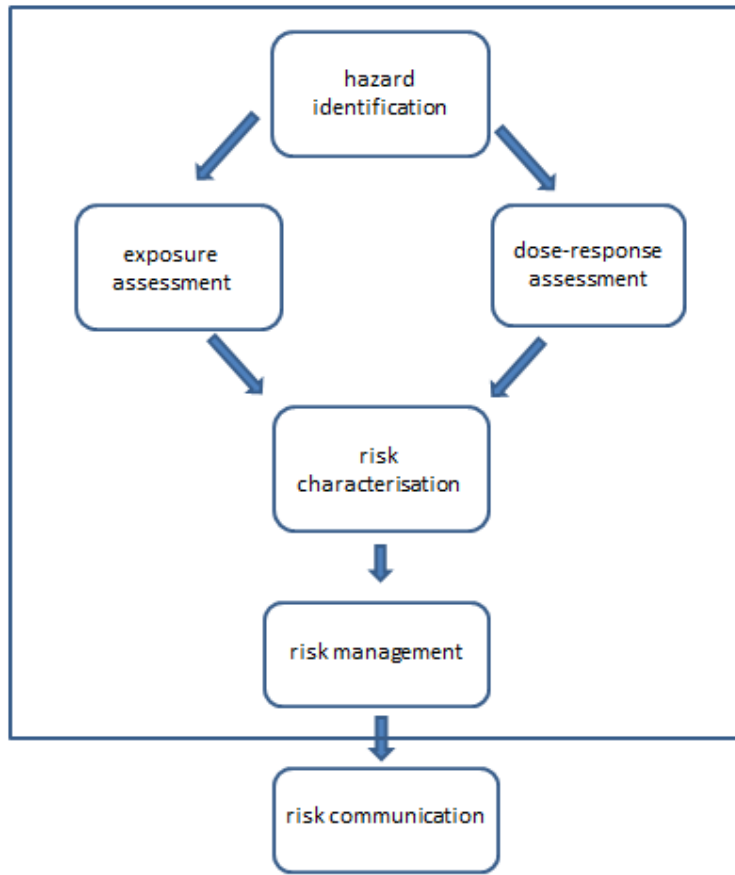 hazard
identification
exposure
assessment
dose-response
assessment
risk
characterisation
risk management
risk communication